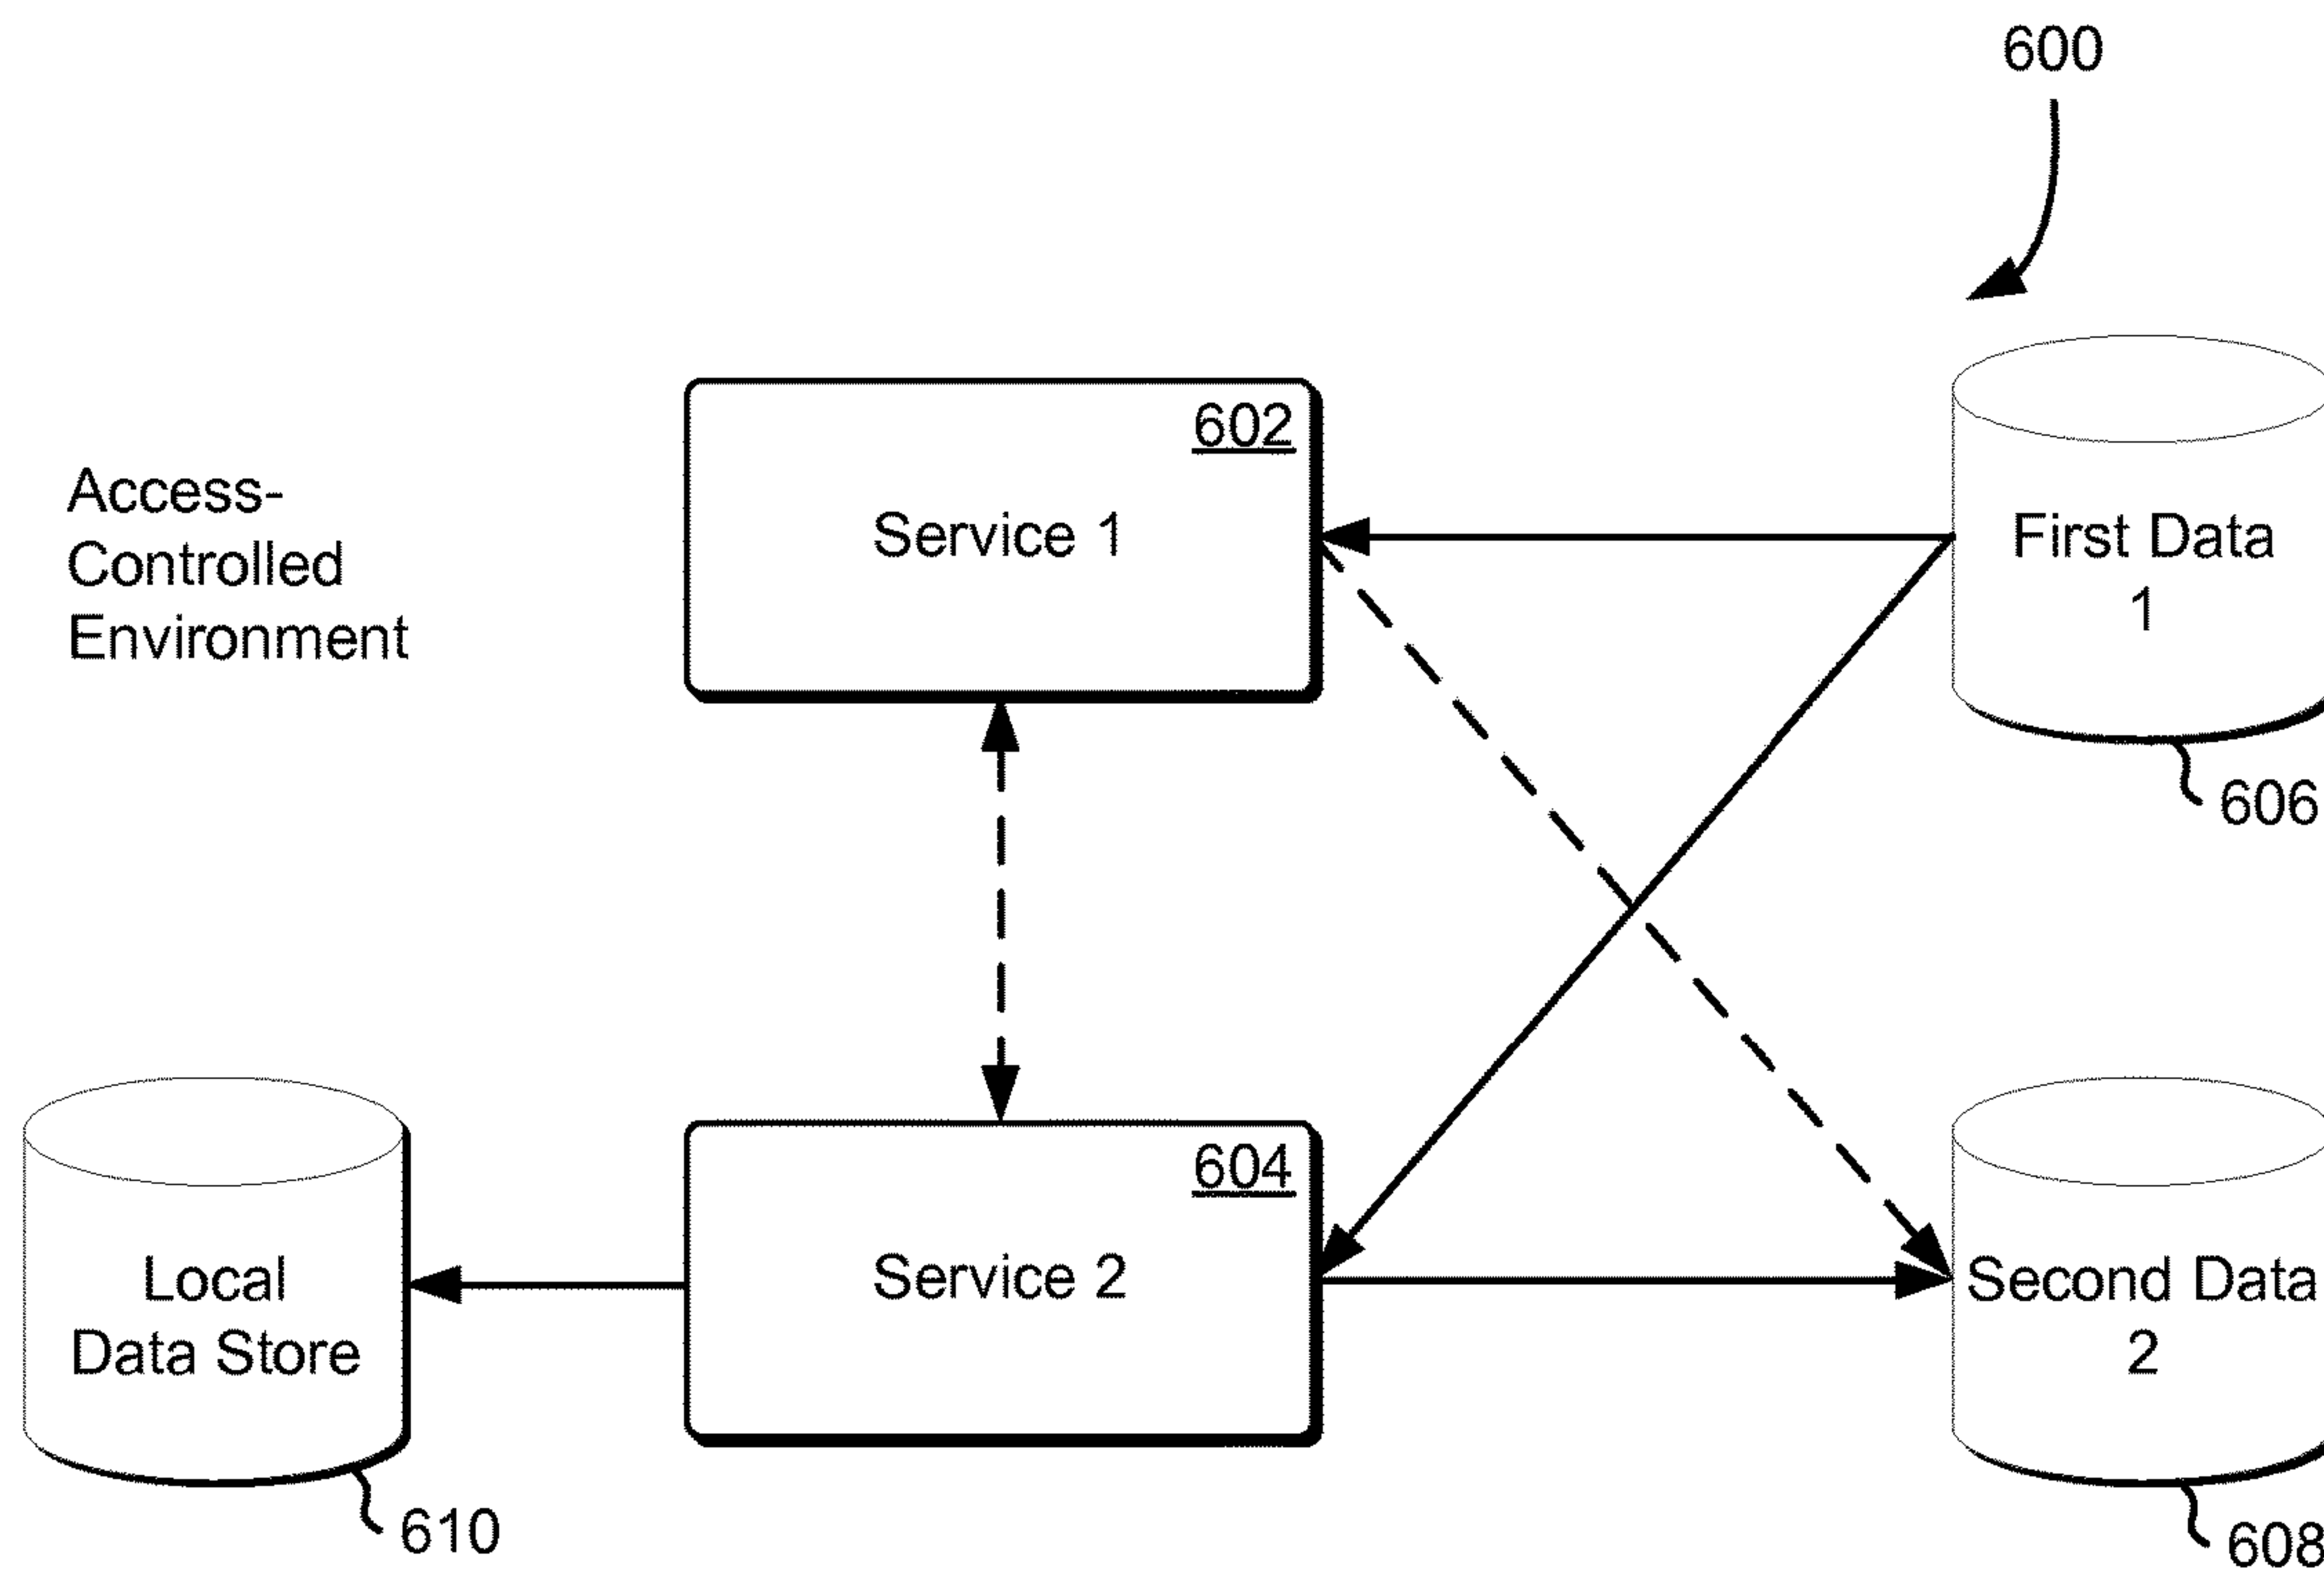 600
602
Service 1
Access-
Controlled
Environment
First Data
1
606
604
Service 2
Local
Data Store
Second Data
2
610
608